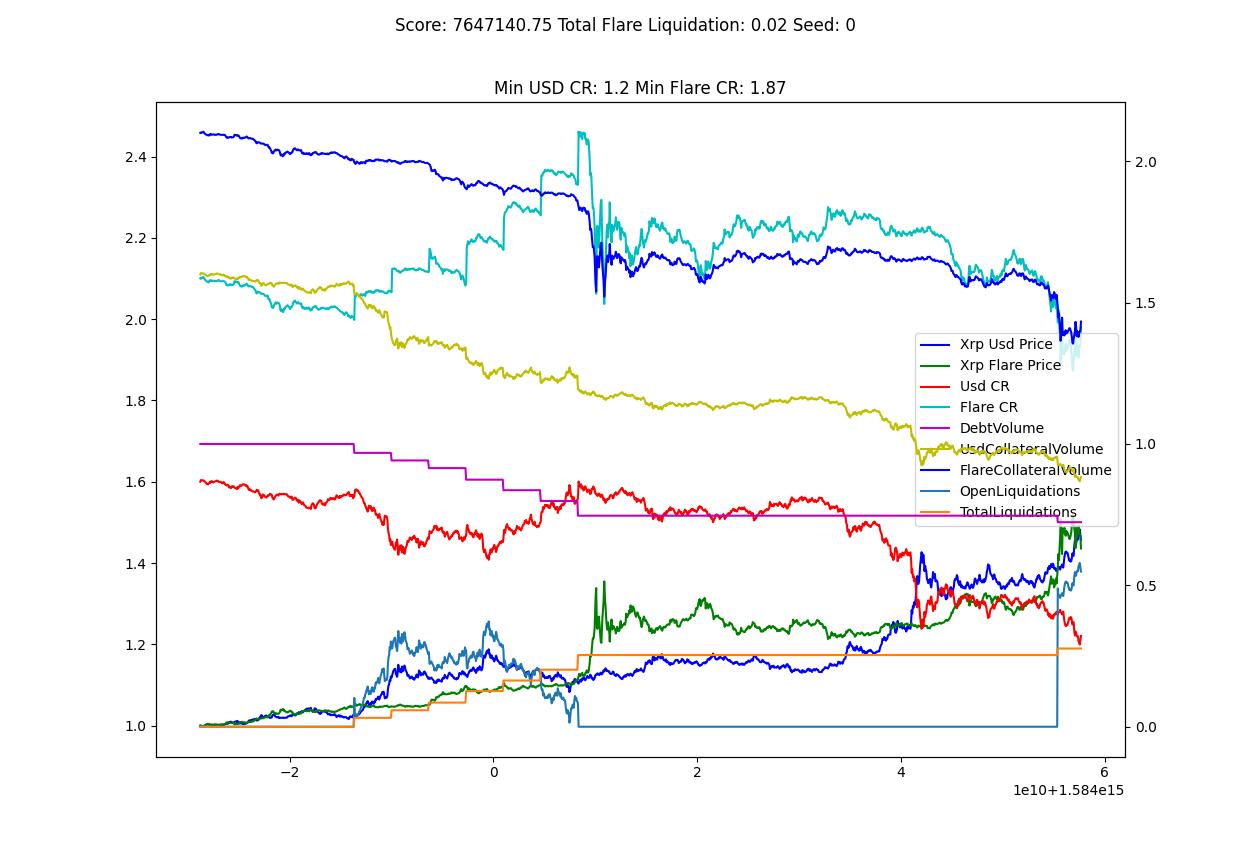 Score: 7647140.75 Total Flare Liquidation: 0.02 Seed: 0
Min USD CR: 1.2 Min Flare CR: 1.87
2.4
2.2
2.0
1.8
1.6
1.4
1.2
1.0
2.0
1.5
1.0
0.5
0.0
Xrp Usd Price
Xrp Flare Price
Usd CR
Flare CR
DebtVolume
UsdCollateralVolume
FlareCollateralVolume
OpenLiquidations
TotalLiquidations
−2
0
2
4
6
1e10+1.584e15